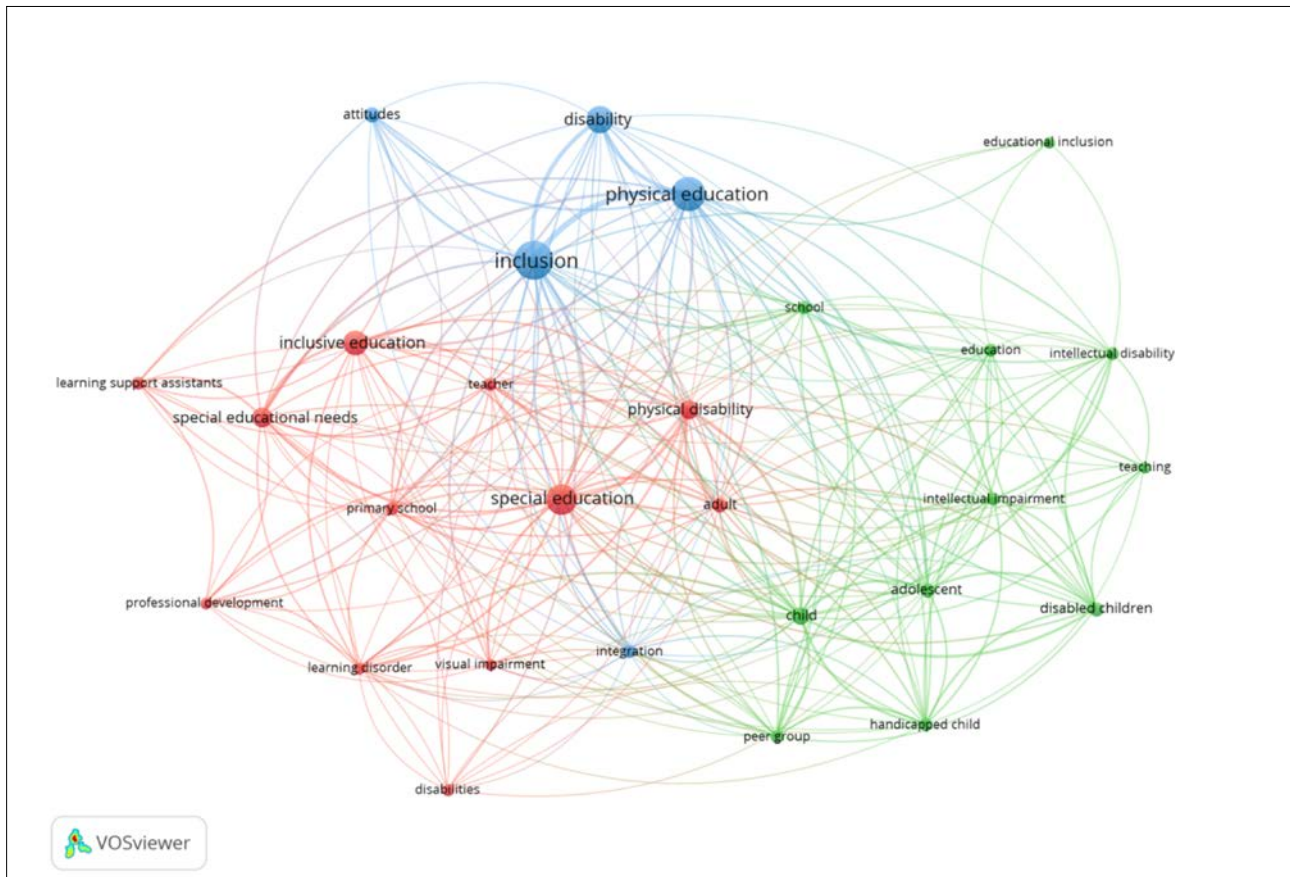 attitudes
disability
educational inclusion
physical education
inclusion
school
inclusive education
education
intellectual disability
learning support assistants
teacher
special educational needs
physical disability
teaching
special education
intellectual impairment
primary school
adult
adolescent
professional development
child
disabled children
integration
learning disorder
visual impairment
handicapped child
peer group
disabilities
VOSviewer